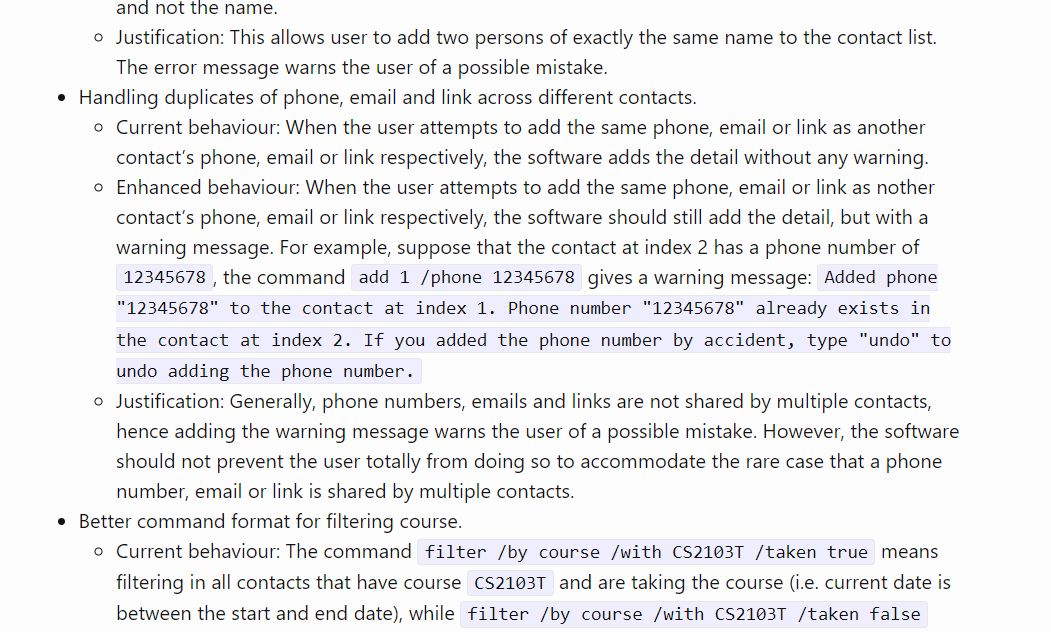 and not the name.
Justification: This allows user to add two persons of exactly the same name to the contact list.
The error message warns the user of a possible mistake.
Handling duplicates of phone, email and link across different contacts.
Current behaviour: When the user attempts to add the same phone, email or link as another
contact’s phone, email or link respectively, the software adds the detail without any warning.
Enhanced behaviour: When the user attempts to add the same phone, email or link as nother
contact’s phone, email or link respectively, the software should still add the detail, but with a
warning message. For example, suppose that the contact at index 2 has a phone number of
12345678 , the command add 1 /phone 12345678 gives a warning message: Added phone
"12345678" to the contact at index 1. Phone number "12345678" already exists in
the contact at index 2. If you added the phone number by accident, type "undo" to
undo adding the phone number.
Justification: Generally, phone numbers, emails and links are not shared by multiple contacts,
hence adding the warning message warns the user of a possible mistake. However, the software
should not prevent the user totally from doing so to accommodate the rare case that a phone
number, email or link is shared by multiple contacts.
Better command format for filtering course.
Current behaviour: The command filter /by course /with CS2103T /taken true means
filtering in all contacts that have course CS2103T and are taking the course (i.e. current date is
between the start and end date), while filter /by course /with CS2103T /taken false